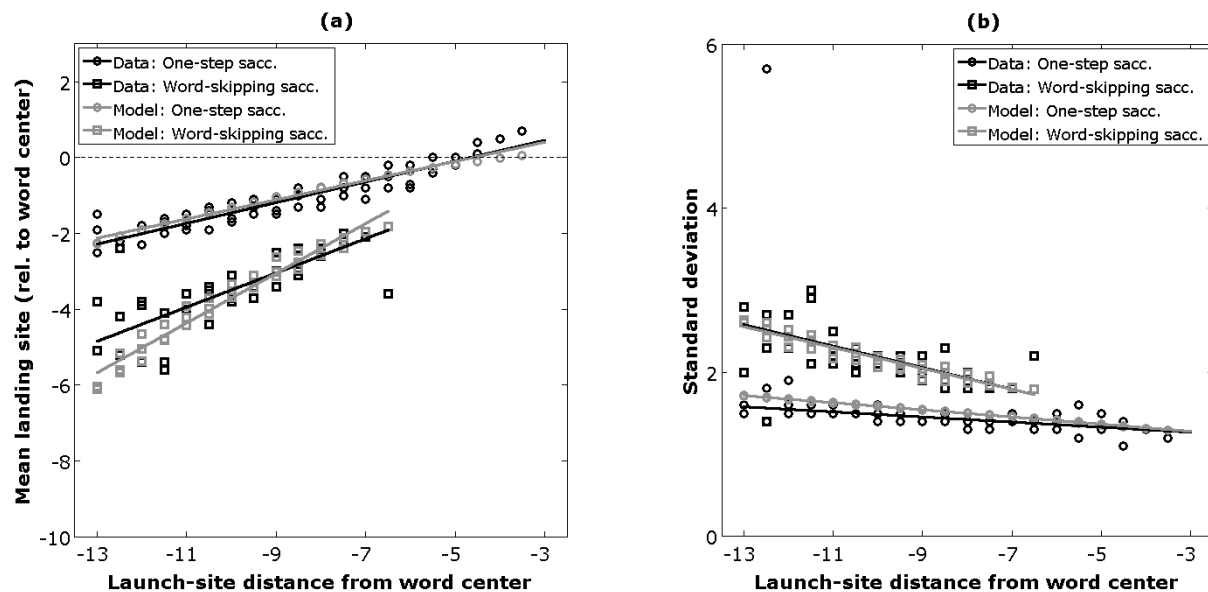 (a)
Mean landing site (rel. to word center)
2
0
-2
-4
-6
-8
-10
Data: One-step sacc.
Data: Word-skipping sacc.
Model: One-step sacc.
Model: Word-skipping sacc.
-13 -11 -9 -7 -5 -3
Launch-site distance from word center
(b)
Standard deviation
6
4
2
0
Data: One-step sacc.
Data: Word-skipping sacc.
Model: One-step sacc.
Model: Word-skipping sacc.
-13 -11 -9 -7 -5 -3
Launch-site distance from word center